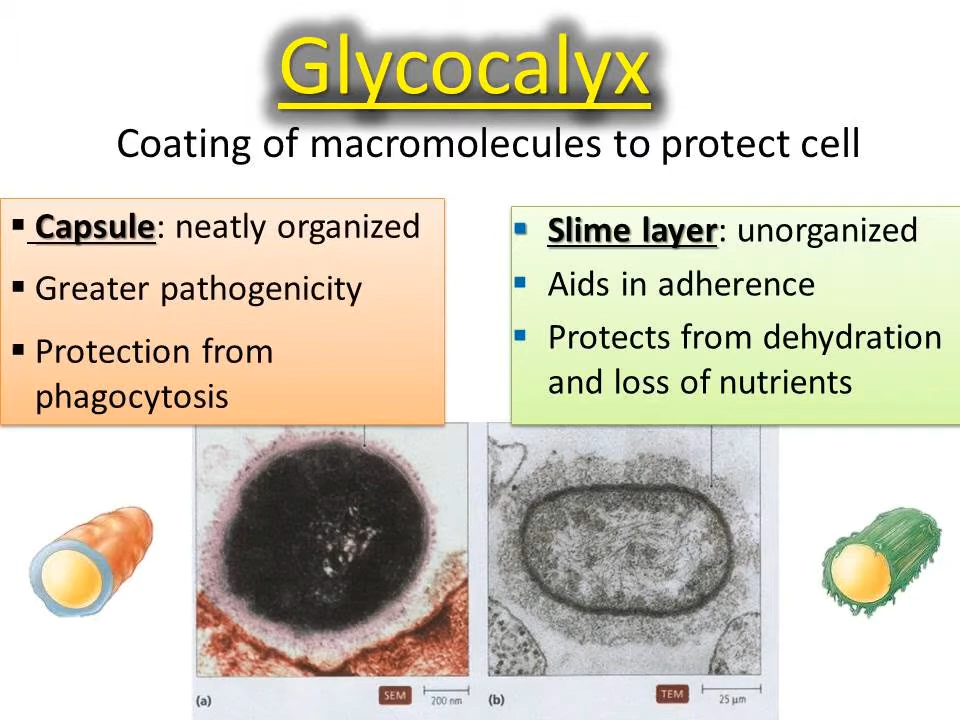 Glycocalyx
Coating of macromolecules to protect cell
▪ Capsule: neatly organized
▪ Greater pathogenicity
▪ Protection from
phagocytosis
▪ Slime layer: unorganized
▪ Aids in adherence
▪ Protects from dehydration
and loss of nutrients
(a) SEM 200 nm
(b) TEM 25 μm